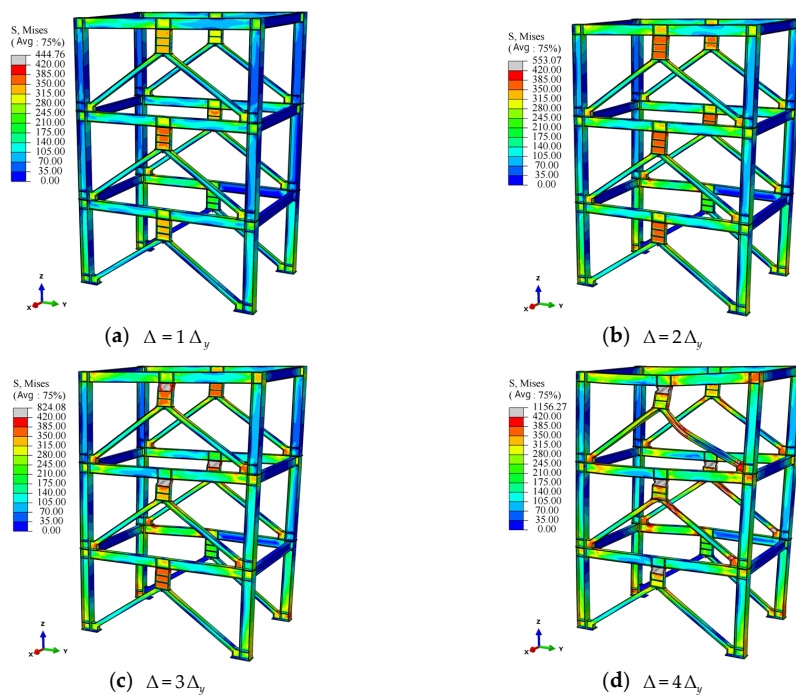 S, Mises
(Avg : 75%)
444.76
420.00
385.00
350.00
315.00
280.00
245.00
210.00
175.00
140.00
105.00
70.00
35.00
0.00
Z
X
Y
(a) Δ = 1 Δy
S, Mises
(Avg : 75%)
553.07
420.00
385.00
350.00
315.00
280.00
245.00
210.00
175.00
140.00
105.00
70.00
35.00
0.00
Z
X
Y
(b) Δ = 2Δy
S, Mises
(Avg : 75%)
824.08
420.00
385.00
350.00
315.00
280.00
245.00
210.00
175.00
140.00
105.00
70.00
35.00
0.00
Z
X
Y
(c) Δ = 3Δy
S, Mises
(Avg : 75%)
1156.27
420.00
385.00
350.00
315.00
280.00
245.00
210.00
175.00
140.00
105.00
70.00
35.00
0.00
Z
X
Y
(d) Δ = 4Δy